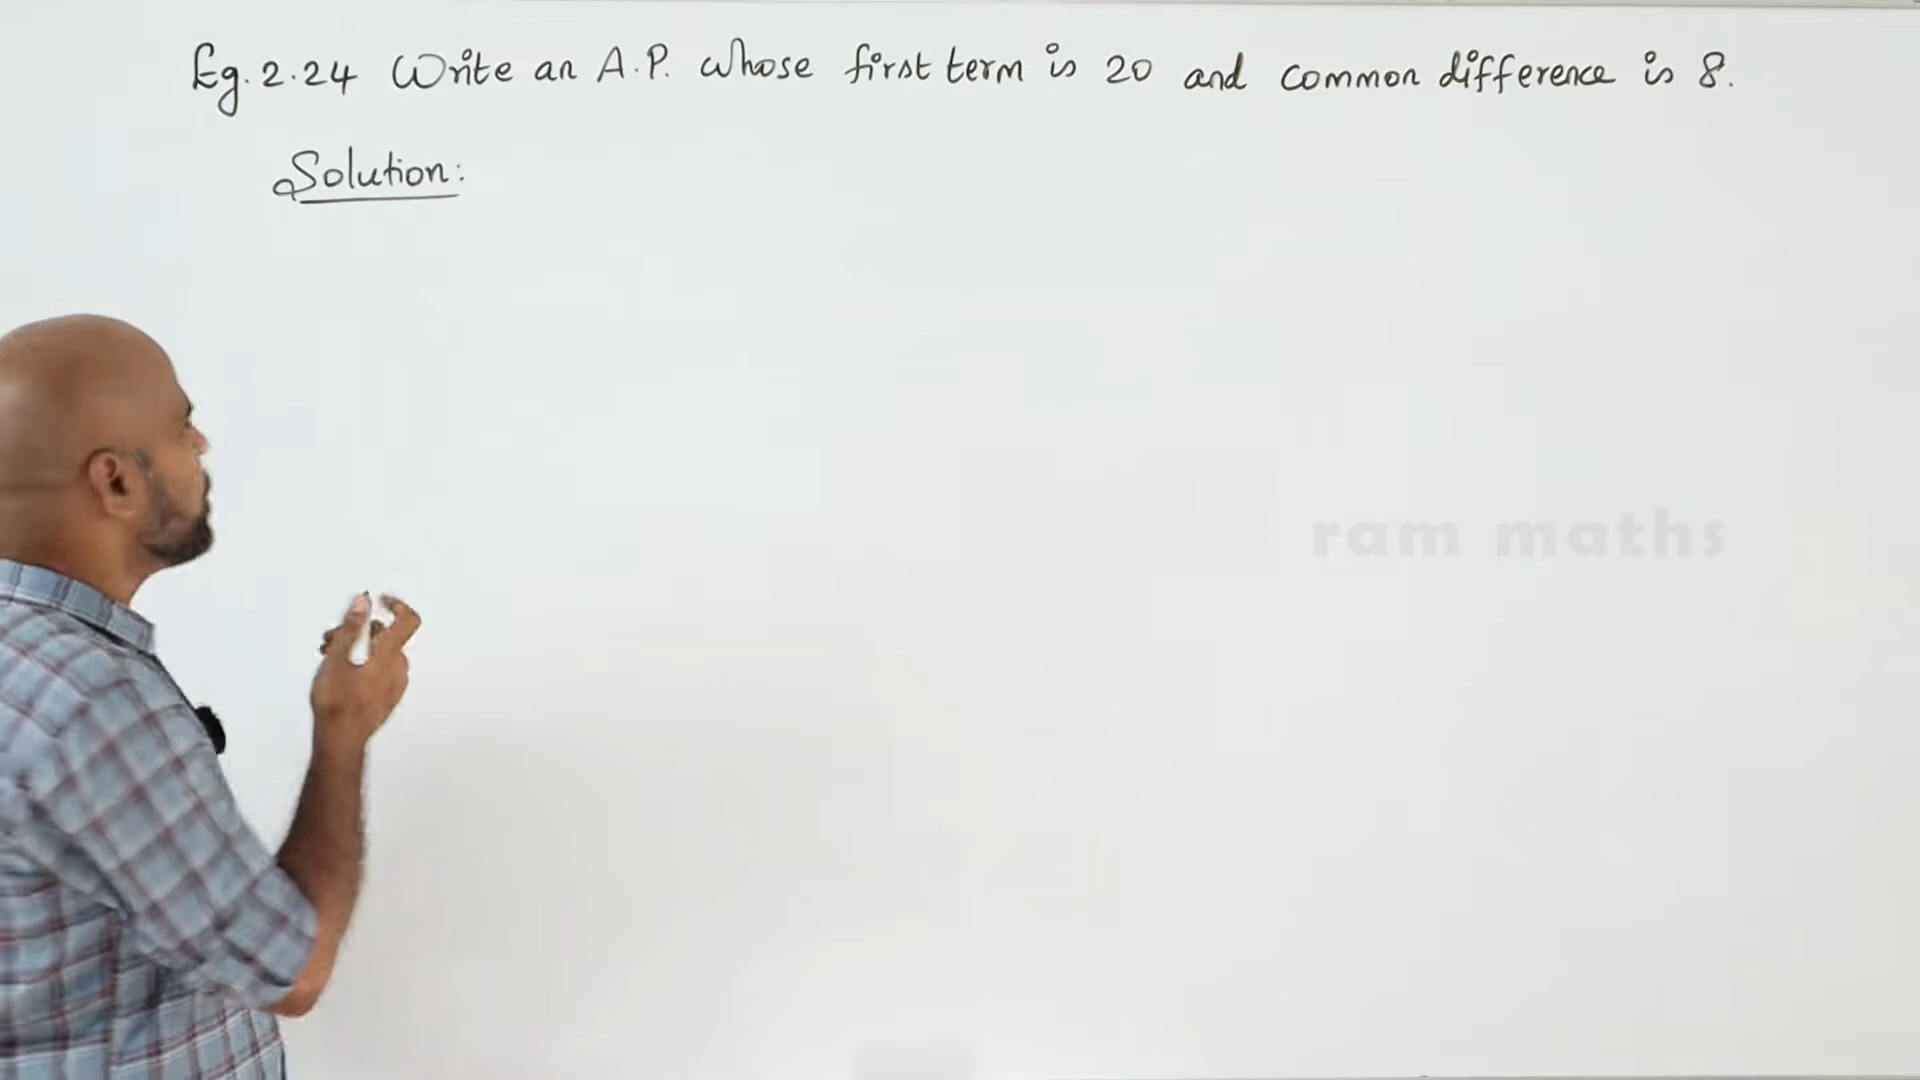 Eg. 2.24 Write an A.P. whose first term is 20 and common difference is 8.
Solution:
ram maths